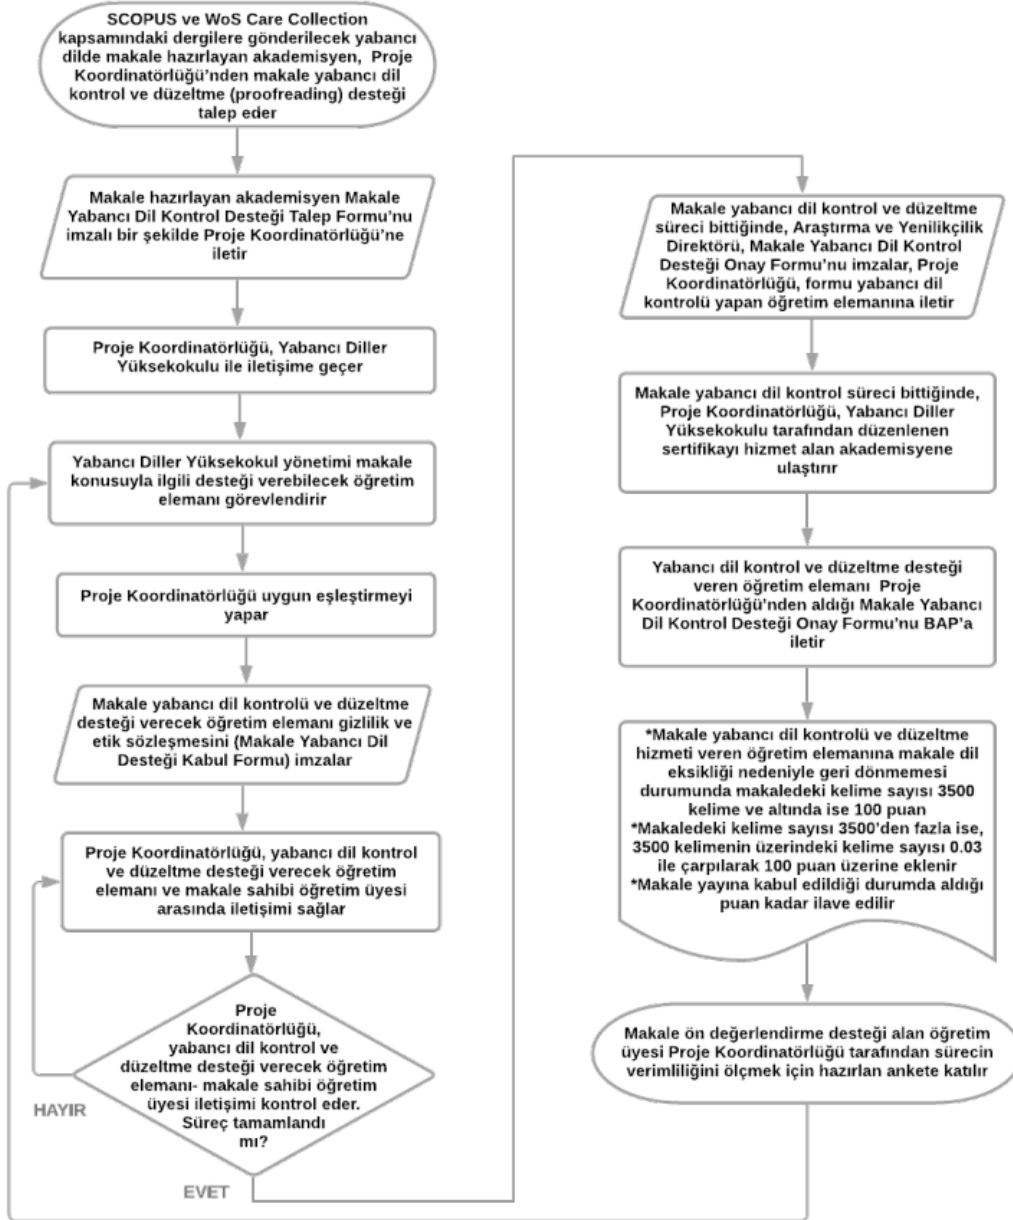 SCOPUS ve WoS Care Collection
kapsamındaki dergilere gönderilecek yabancı
dilde makale hazırlayan akademisyen, Proje
Koordinatörlüğü'nden makale yabancı dil
kontrol ve düzeltme (proofreading) desteği
talep eder
Makale hazırlayan akademisyen Makale
Yabancı Dil Kontrol Desteği Talep Formu'nu
imzalı bir şekilde Proje Koordinatörlüğü'ne
iletir
Proje Koordinatörlüğü, Yabancı Diller
Yüksekokulu ile iletişime geçer
Yabancı Diller Yüksekokul yönetimi makale
konusuyla ilgili desteği verebilecek öğretim
elemanı görevlendirir
Proje Koordinatörlüğü uygun eşleştirmeyi
yapar
Makale yabancı dil kontrolü ve düzeltme
desteği verecek öğretim elemanı gizlilik ve
etik sözleşmesini (Makale Yabancı Dil
Desteği Kabul Formu) imzalar
Proje Koordinatörlüğü, yabancı dil kontrol
ve düzeltme desteği verecek öğretim
elemanı ve makale sahibi öğretim üyesi
arasında iletişimi sağlar
Proje
Koordinatörlüğü,
yabancı dil kontrol ve
düzeltme desteği verecek öğretim
elemanı- makale sahibi öğretim
üyesi iletişimi kontrol eder.
Süreç tamamlandı
mı?
HAYIR
EVET
Makale yabancı dil kontrol ve düzeltme
süreci bittiğinde, Araştırma ve Yenilikçilik
Direktörü, Makale Yabancı Dil Kontrol
Desteği Onay Formu'nu imzalar, Proje
Koordinatörlüğü, formu yabancı dil
kontrolü yapan öğretim elemanına iletir
Makale yabancı dil kontrol süreci bittiğinde,
Proje Koordinatörlüğü, Yabancı Diller
Yüksekokulu tarafından düzenlenen
sertifikayı hizmet alan akademisyene
ulaştırır
Yabancı dil kontrol ve düzeltme desteği
veren öğretim elemanı Proje
Koordinatörlüğü'nden aldığı Makale Yabancı
Dil Kontrol Desteği Onay Formu'nu BAP'a
iletir
*Makale yabancı dil kontrolü ve düzeltme
hizmeti veren öğretim elemanına makale dil
eksikliği nedeniyle geri dönmemesi
durumunda makaledeki kelime sayısı 3500
kelime ve altında ise 100 puan
*Makaledeki kelime sayısı 3500'den fazla ise,
3500 kelimenin üzerindeki kelime sayısı 0.03
ile çarpılarak 100 puan üzerine eklenir
*Makale yayına kabul edildiği durumda aldığı
puan kadar ilave edilir
Makale ön değerlendirme desteği alan öğretim
üyesi Proje Koordinatörlüğü tarafından sürecin
verimliliğini ölçmek için hazırlan ankete katılır